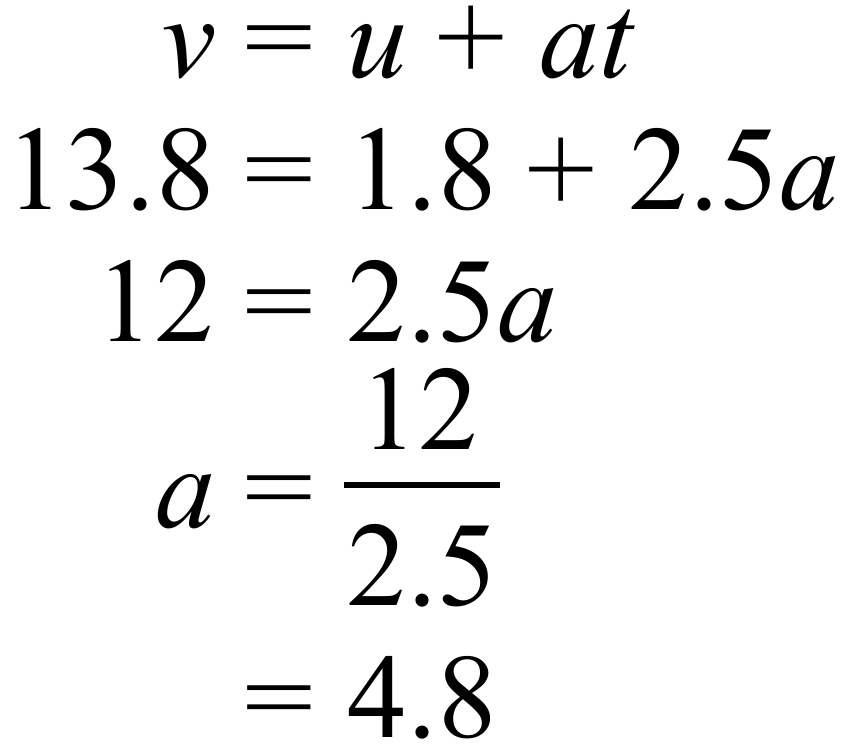 v = u + at
13.8 = 1.8 + 2.5a
12 = 2.5a
a = 12/2.5
= 4.8